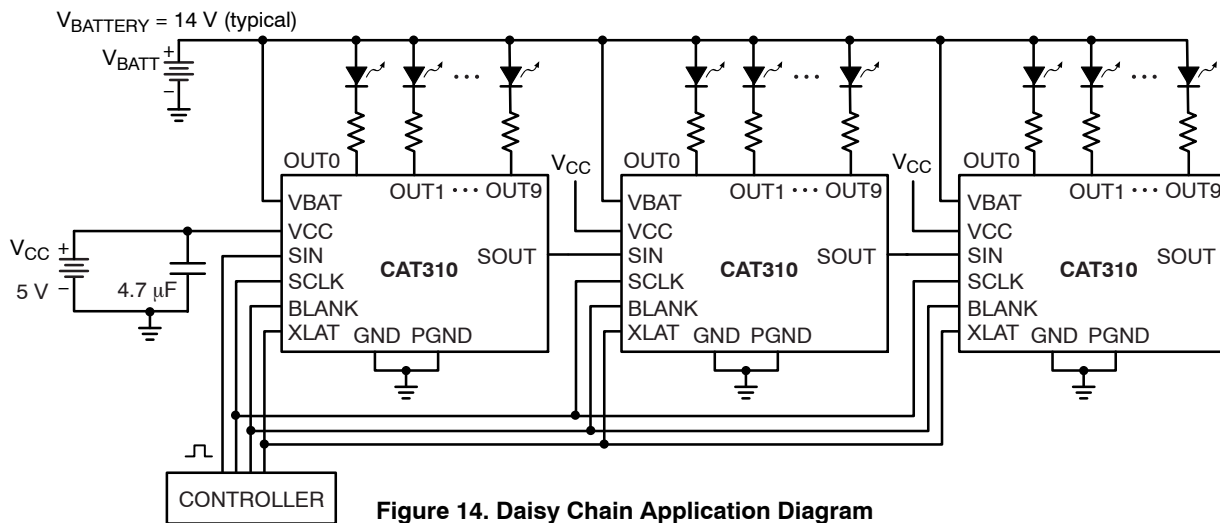 V_BATTERY = 14 V (typical)
V_BATT
+
−
OUT0
OUT1 ··· OUT9
VBAT
VCC
SIN
SCLK
BLANK
XLAT
CAT310
SOUT
GND PGND
V_CC
+
−
5 V
4.7 μF
V_CC
OUT0
OUT1 ··· OUT9
VBAT
VCC
SIN
SCLK
BLANK
XLAT
CAT310
SOUT
GND PGND
V_CC
OUT0
OUT1 ··· OUT9
VBAT
VCC
SIN
SCLK
BLANK
XLAT
CAT310
SOUT
GND PGND
CONTROLLER
Figure 14. Daisy Chain Application Diagram